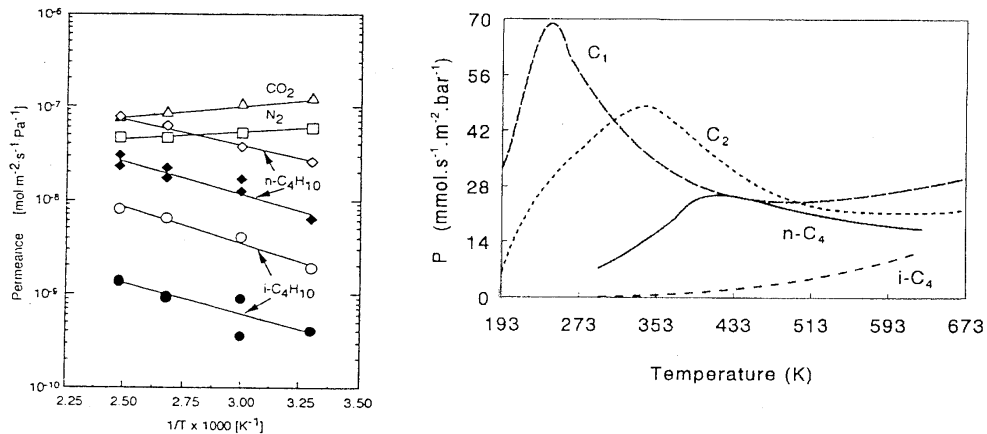 10⁻⁶
10⁻⁷
10⁻⁸
10⁻⁹
10⁻¹⁰
Permeance [mol m⁻².s⁻¹.Pa⁻¹]
CO₂
N₂
n-C₄H₁₀
i-C₄H₁₀
2.25 2.50 2.75 3.00 3.25 3.50
1/T x 1000 [K⁻¹]
70
56
42
28
14
0
P (mmol.s⁻¹.m⁻².bar⁻¹)
C₁
C₂
n-C₄
i-C₄
193 273 353 433 513 593 673
Temperature (K)